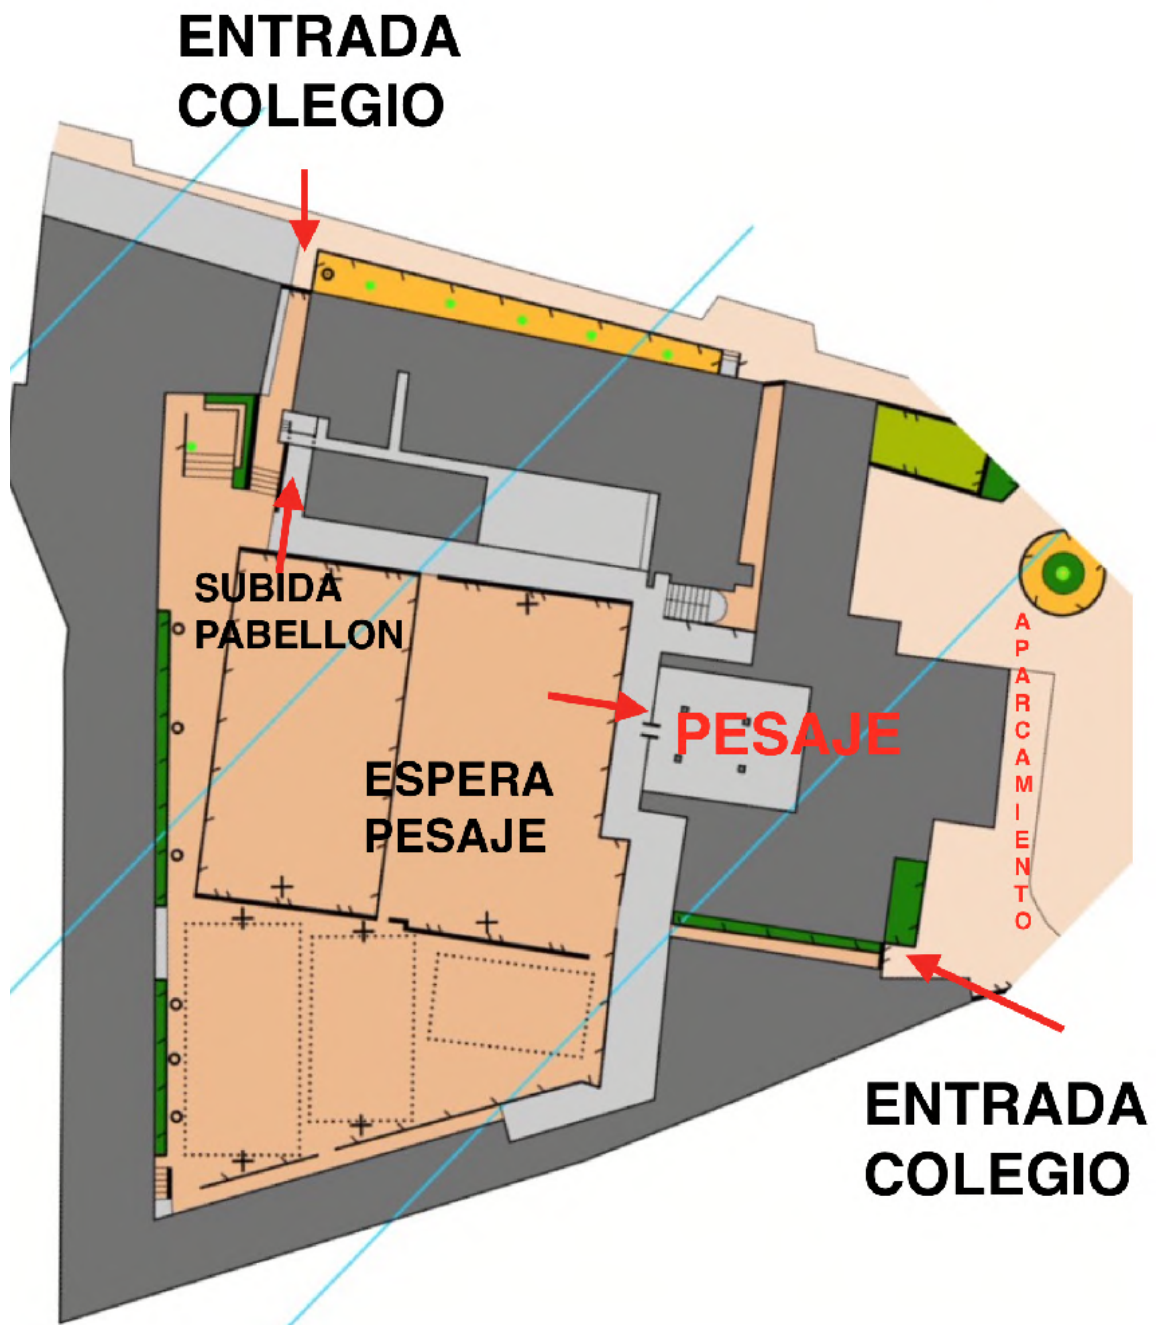 ENTRADA
COLEGIO
SUBIDA
PABELLON
PESAJE
ESPERA
PESAJE
APARCAMIENTO
ENTRADA
COLEGIO